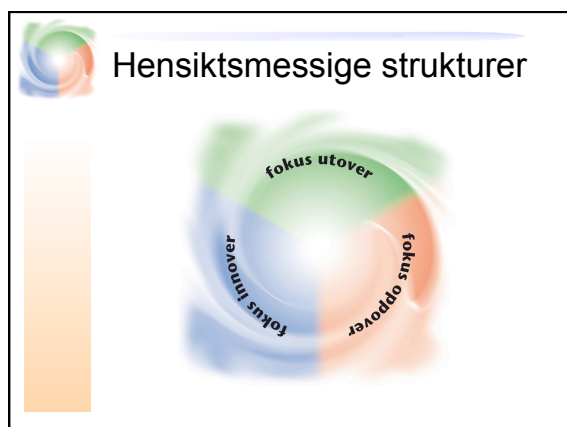 Hensiktsmessige strukturer
fokus utover
fokus innover
fokus oppover